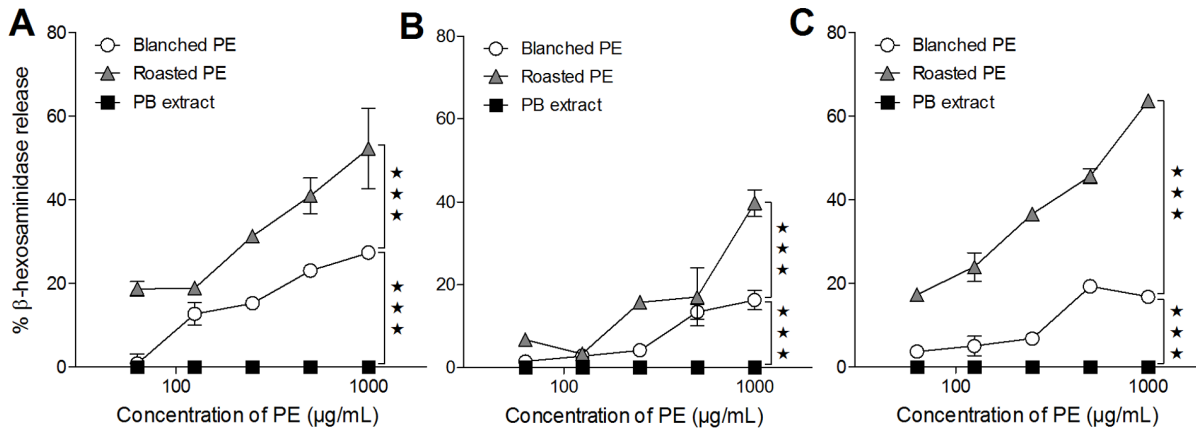 A
80
60
40
20
0
% β-hexosaminidase release
Blanched PE
Roasted PE
PB extract
★★★
★★★
100
1000
Concentration of PE (µg/mL)
B
80
60
40
20
0
Blanched PE
Roasted PE
PB extract
★★★
★★★
100
1000
Concentration of PE (µg/mL)
C
80
60
40
20
0
Blanched PE
Roasted PE
PB extract
★★★
★★★
100
1000
Concentration of PE (µg/mL)